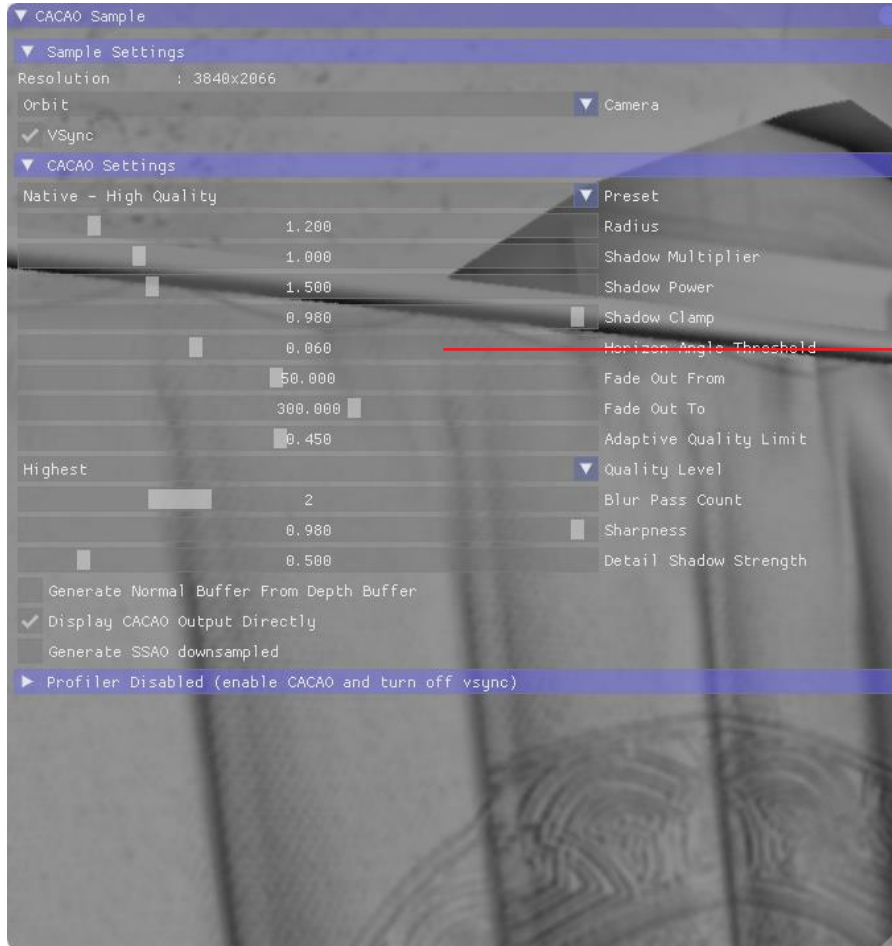 CACAO Sample
Sample Settings
Resolution : 3840x2066
Orbit Camera
VSync
CACAO Settings
Native - High Quality Preset
1.200 Radius
1.000 Shadow Multiplier
1.500 Shadow Power
0.980 Shadow Clamp
0.060 Horizon Angle Threshold
50.000 Fade Out From
300.000 Fade Out To
0.450 Adaptive Quality Limit
Highest Quality Level
2 Blur Pass Count
0.980 Sharpness
0.500 Detail Shadow Strength
Generate Normal Buffer From Depth Buffer
Display CACAO Output Directly
Generate SSAO downsampled
Profiler Disabled (enable CACAO and turn off vsync)